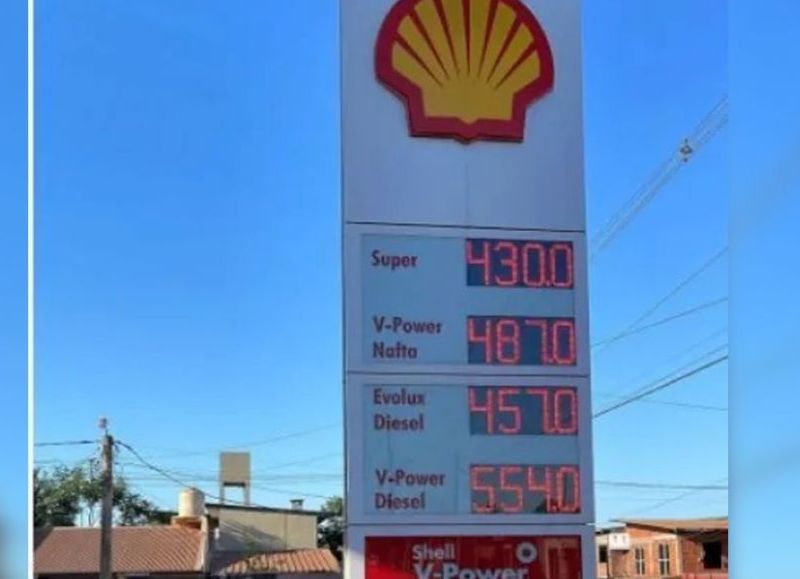 Super 430.0
V-Power
Nafta 487.0
Evolux
Diesel 457.0
V-Power
Diesel 554.0
Shell
V-Power